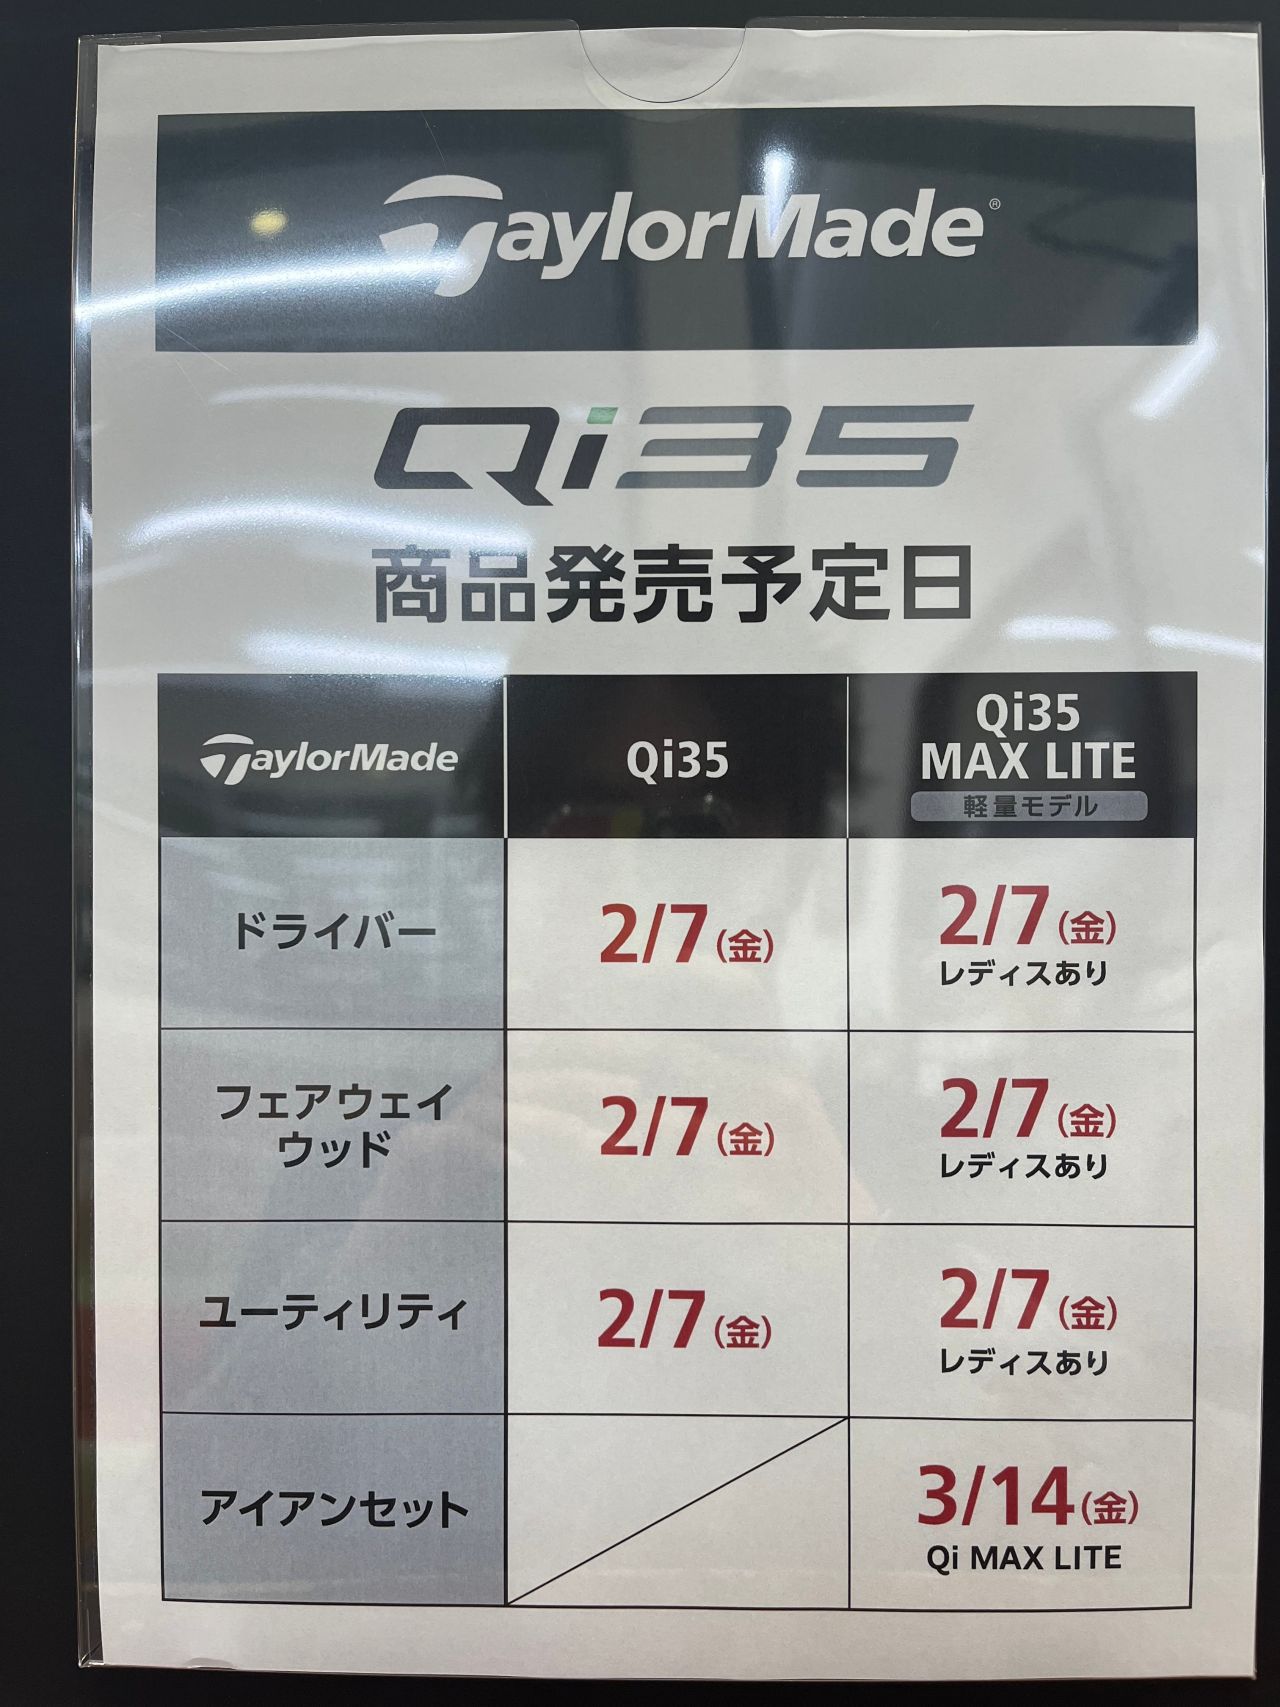 TaylorMade®
Qi35
商品発売予定日
TaylorMade
Qi35
Qi35
MAX LITE
軽量モデル
ドライバー
2/7(金)
2/7(金)
レディスあり
フェアウェイ
ウッド
2/7(金)
2/7(金)
レディスあり
ユーティリティ
2/7(金)
2/7(金)
レディスあり
アイアンセット
3/14(金)
Qi MAX LITE